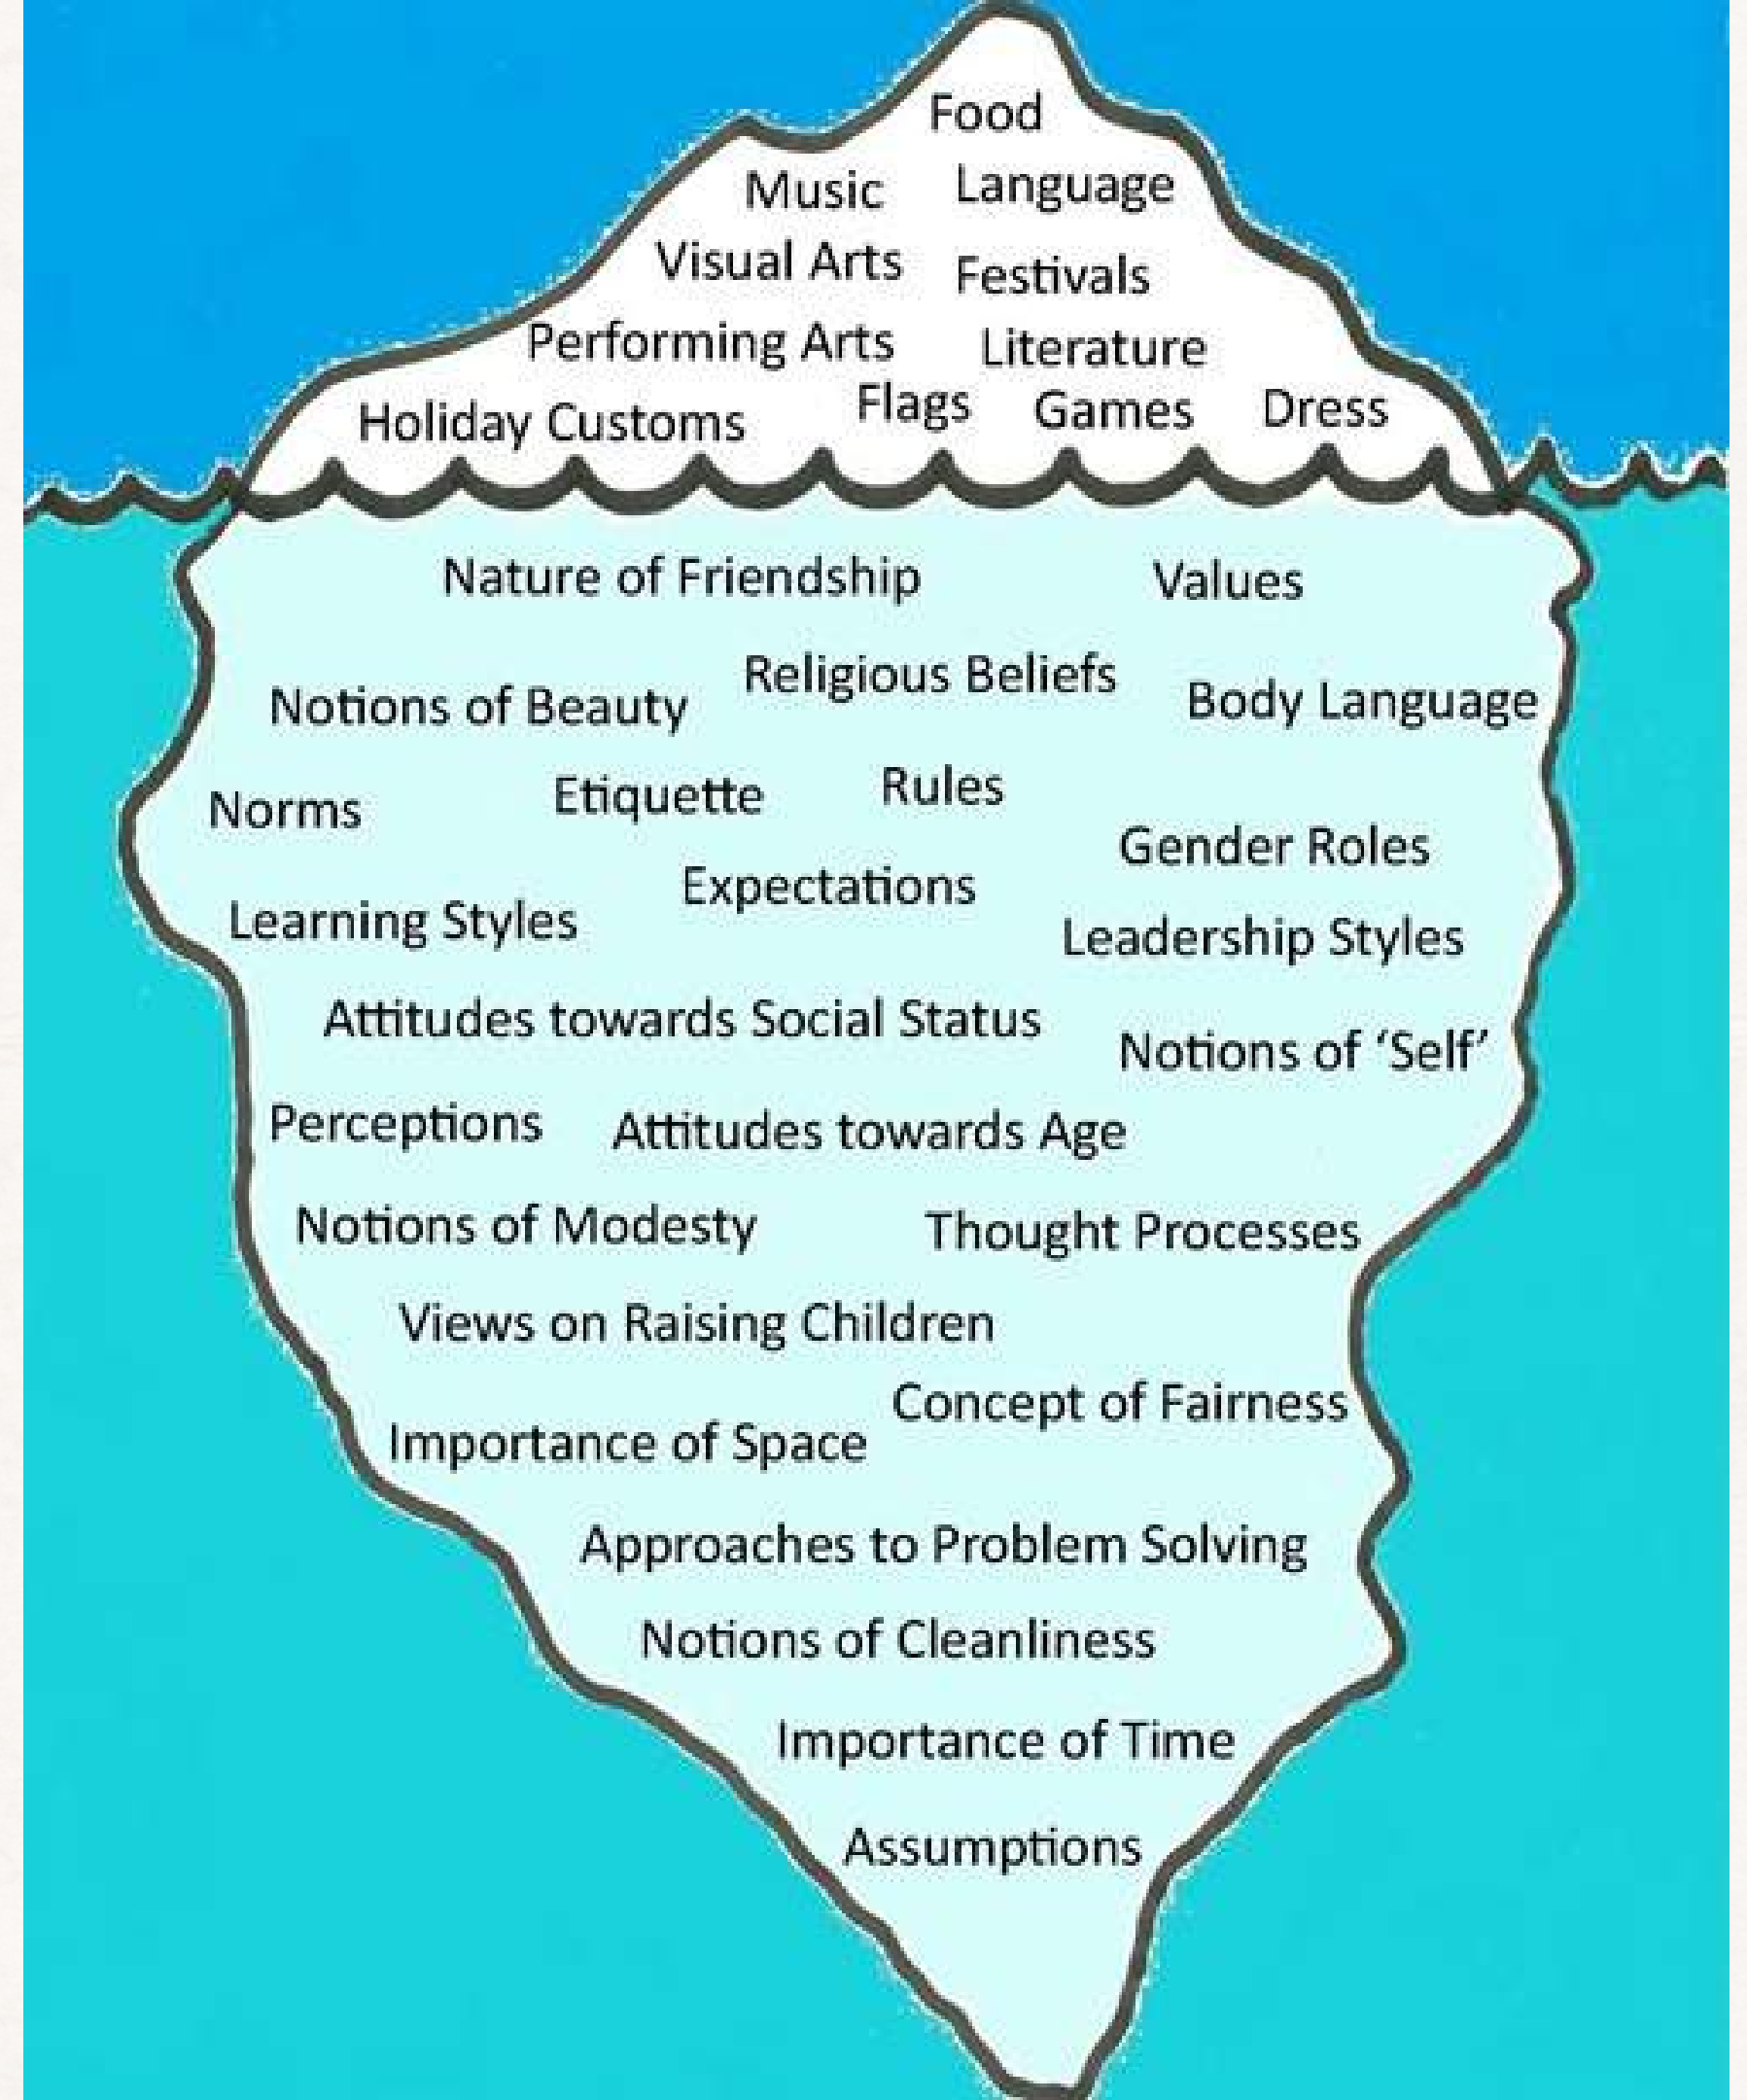 Food
Music Language
Visual Arts Festivals
Performing Arts Literature
Holiday Customs Flags Games Dress
Nature of Friendship Values
Notions of Beauty Religious Beliefs Body Language
Norms Etiquette Rules
Gender Roles
Expectations
Learning Styles Leadership Styles
Attitudes towards Social Status
Notions of ‘Self’
Perceptions Attitudes towards Age
Notions of Modesty Thought Processes
Views on Raising Children
Concept of Fairness
Importance of Space
Approaches to Problem Solving
Notions of Cleanliness
Importance of Time
Assumptions